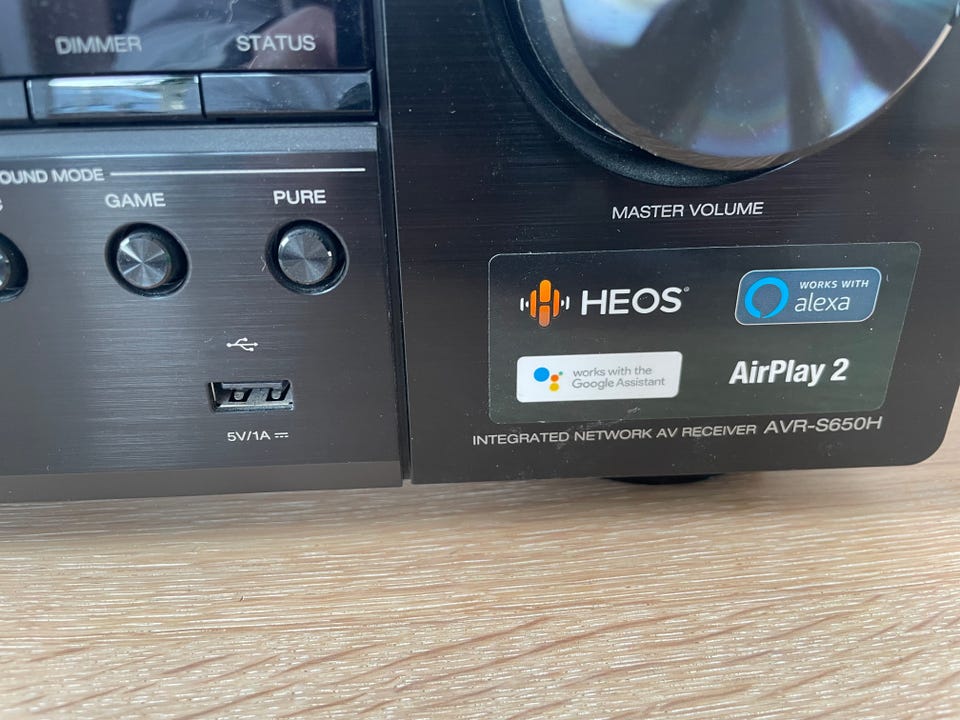 DIMMER STATUS
OUND MODE
G GAME PURE
5V/1A
MASTER VOLUME
HEOS®
WORKS WITH
alexa
works with the
Google Assistant
AirPlay 2
INTEGRATED NETWORK AV RECEIVER AVR-S650H